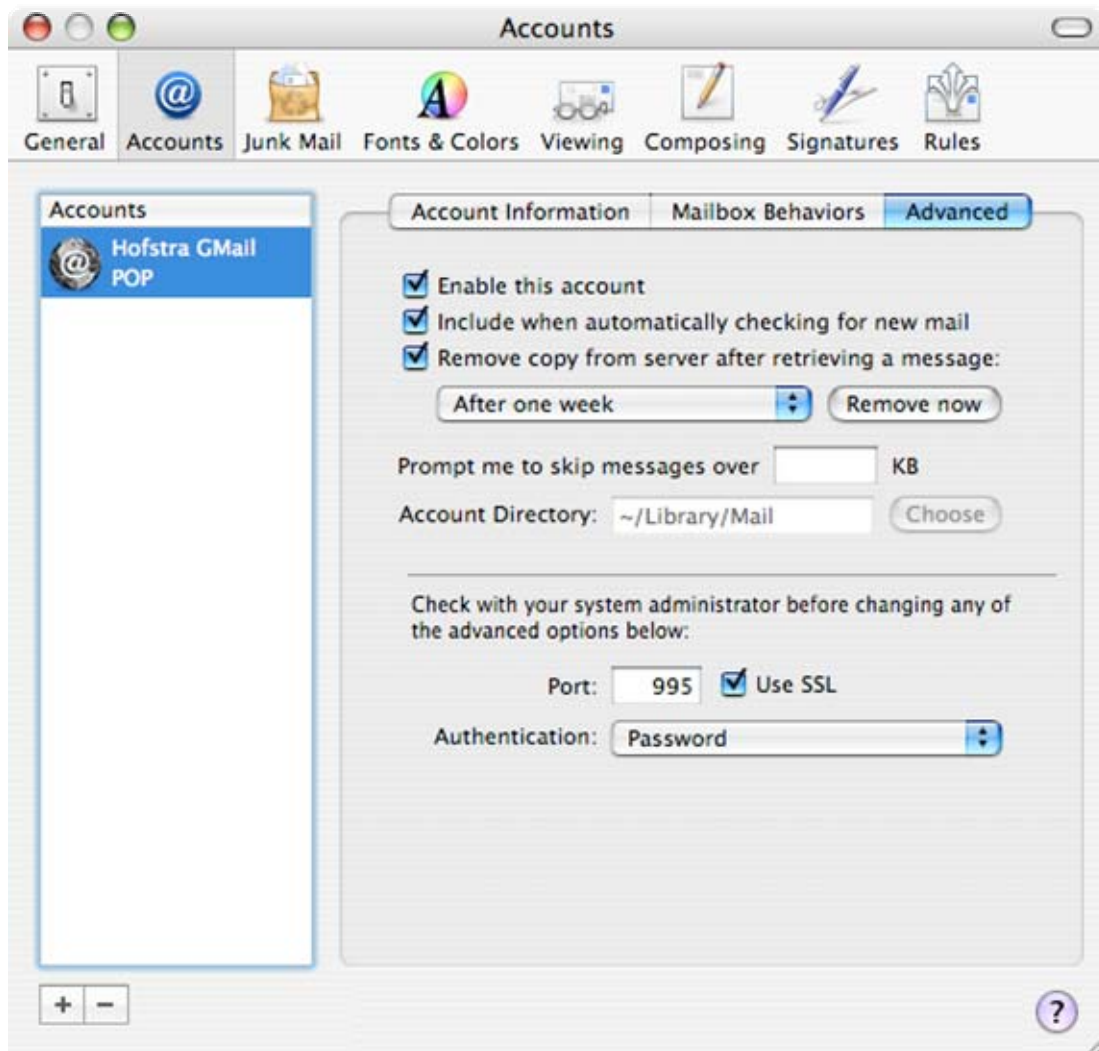 Accounts
General Accounts Junk Mail Fonts & Colors Viewing Composing Signatures Rules
Accounts
Hofstra GMail
POP
Account Information Mailbox Behaviors Advanced
Enable this account
Include when automatically checking for new mail
Remove copy from server after retrieving a message:
After one week Remove now
Prompt me to skip messages over KB
Account Directory: ~/Library/Mail Choose
Check with your system administrator before changing any of
the advanced options below:
Port: 995 Use SSL
Authentication: Password
+ − ?